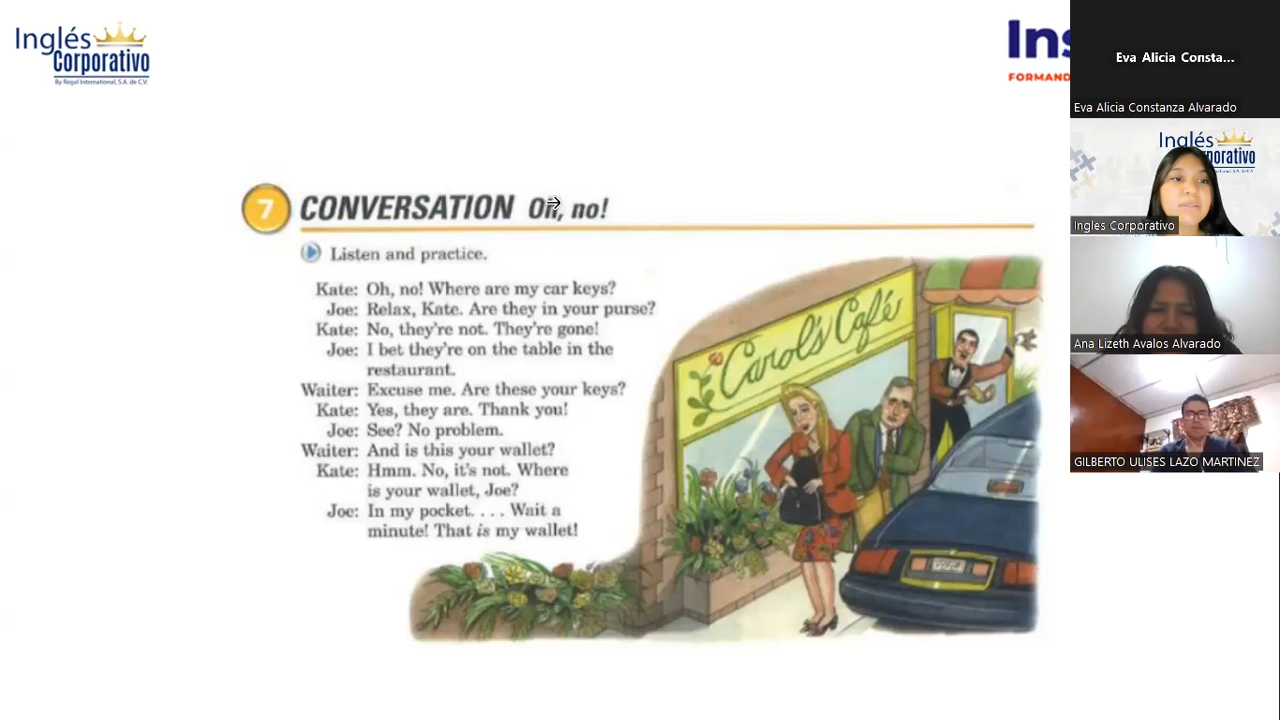 Inglés
Corporativo
By Regal International, S.A. de C.V.
Ins
FORMAND
7 CONVERSATION Oh, no!
Listen and practice.
Kate: Oh, no! Where are my car keys?
Joe: Relax, Kate. Are they in your purse?
Kate: No, they're not. They're gone!
Joe: I bet they're on the table in the
restaurant.
Waiter: Excuse me. Are these your keys?
Kate: Yes, they are. Thank you!
Joe: See? No problem.
Waiter: And is this your wallet?
Kate: Hmm. No, it's not. Where
is your wallet, Joe?
Joe: In my pocket. . . . Wait a
minute! That is my wallet!
Carol's Café
Eva Alicia Consta...
Eva Alicia Constanza Alvarado
Inglés
Ingles Corporativo
Ana Lizeth Avalos Alvarado
GILBERTO ULISES LAZO MARTINEZ